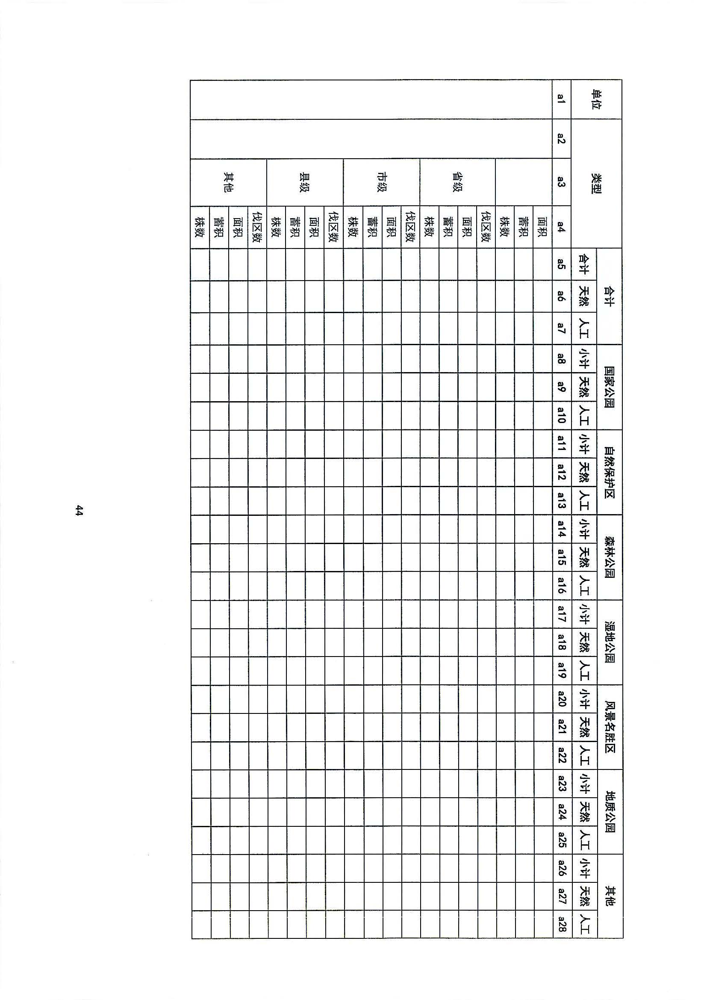 单位 类型 合计 国家公园 自然保护区 森林公园 湿地公园 风景名胜区 地质公园 其他
合计 天然 人工 小计 天然 人工 小计 天然 人工 小计 天然 人工 小计 天然 人工 小计 天然 人工 小计 天然 人工 小计 天然 人工
a1 a2 a3 a4 a5 a6 a7 a8 a9 a10 a11 a12 a13 a14 a15 a16 a17 a18 a19 a20 a21 a22 a23 a24 a25 a26 a27 a28
面积
蓄积
株数
省级 伐区数
面积
蓄积
株数
市级 伐区数
面积
蓄积
株数
县级 伐区数
面积
蓄积
株数
其他 伐区数
面积
蓄积
株数
44